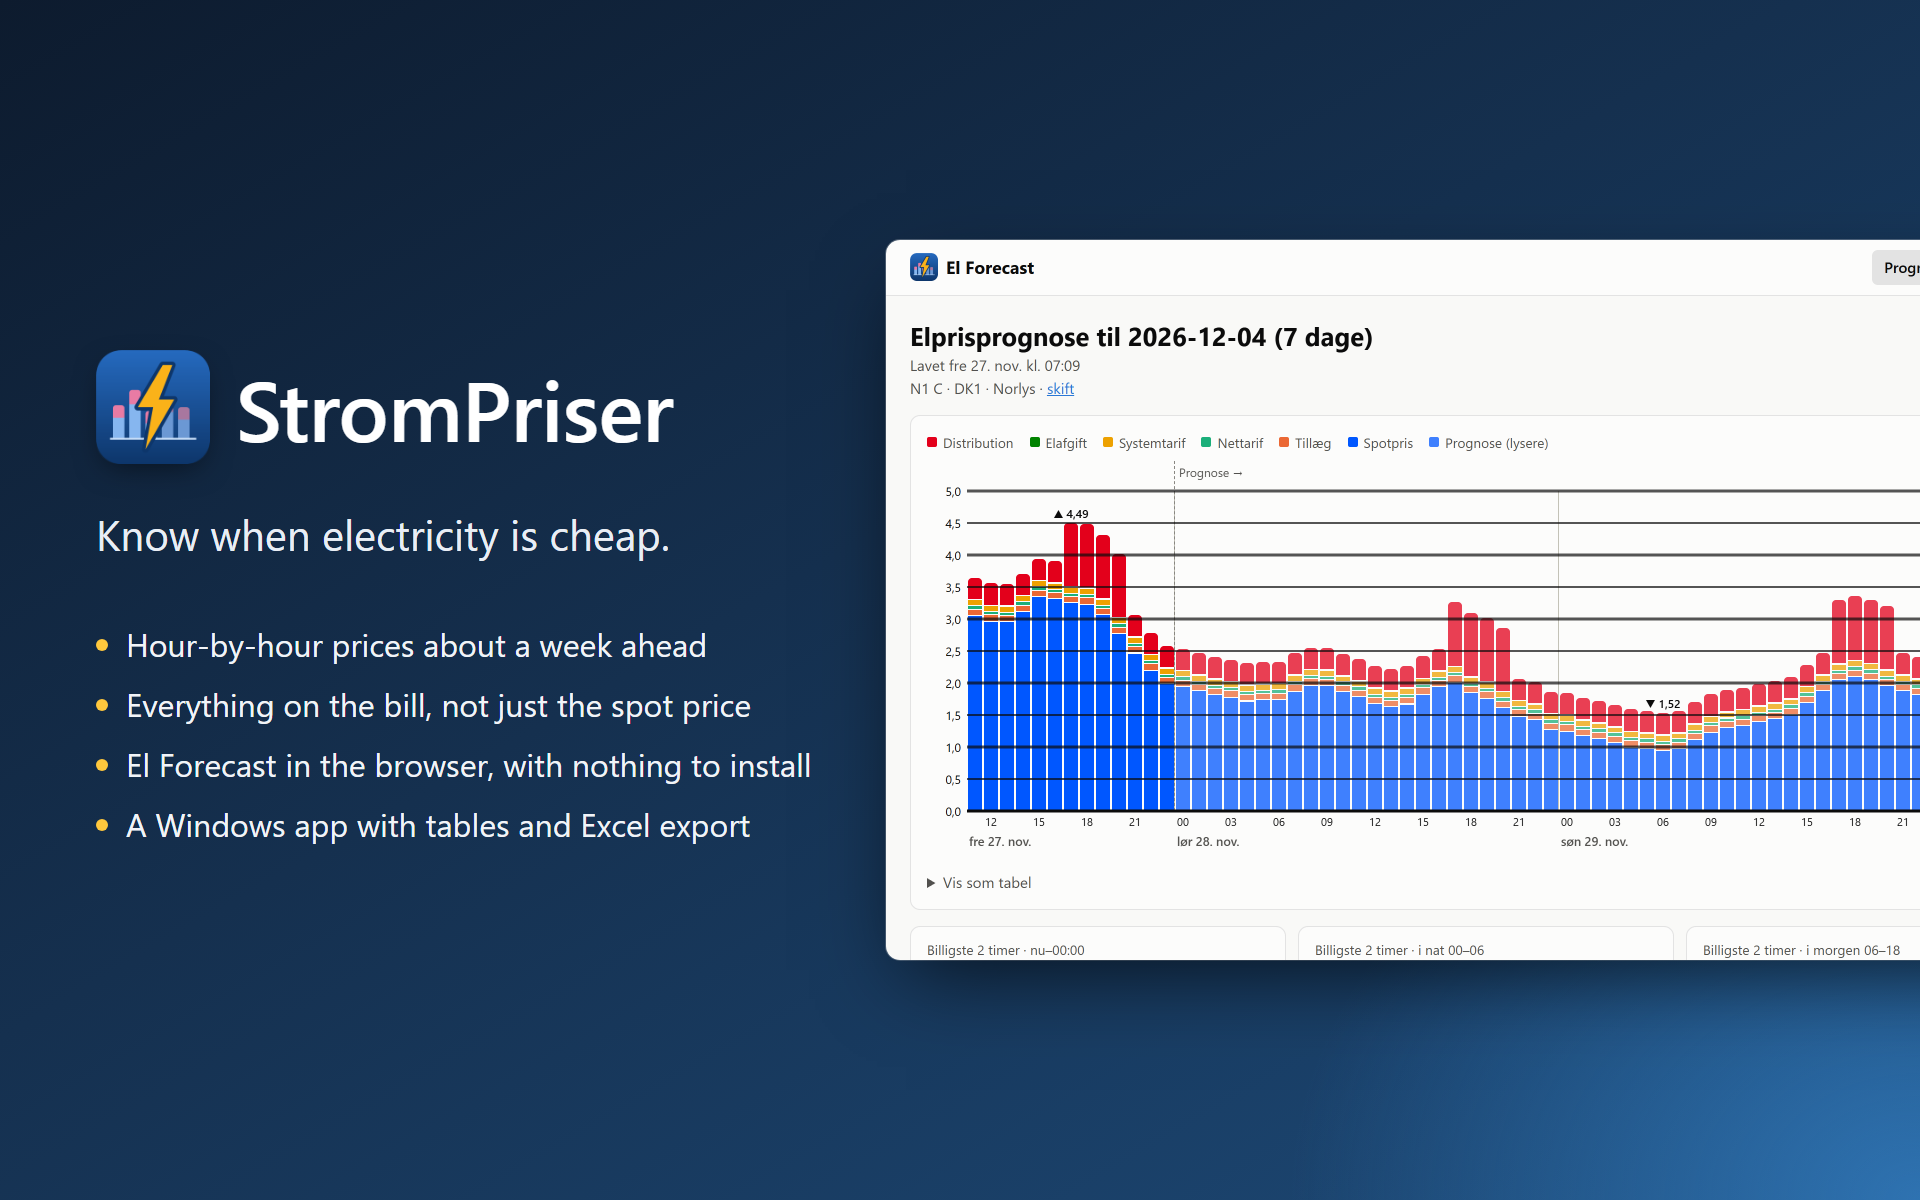 StromPriser
Know when electricity is cheap.
Hour-by-hour prices about a week ahead
Everything on the bill, not just the spot price
El Forecast in the browser, with nothing to install
A Windows app with tables and Excel export
El Forecast
Progr
Elprisprognose til 2026-12-04 (7 dage)
Lavet fre 27. nov. kl. 07:09
N1 C · DK1 · Norlys · skift
Distribution Elafgift Systemtarif Nettarif Tillæg Spotpris Prognose (lysere)
Prognose →
5,0
▲ 4,49
4,5
4,0
3,5
3,0
2,5
2,0
▼ 1,52
1,5
1,0
0,5
0,0
12 15 18 21 00 03 06 09 12 15 18 21 00 03 06 09 12 15 18 21
fre 27. nov. lør 28. nov. søn 29. nov.
▶ Vis som tabel
Billigste 2 timer · nu–00:00
Billigste 2 timer · i nat 00–06
Billigste 2 timer · i morgen 06–18